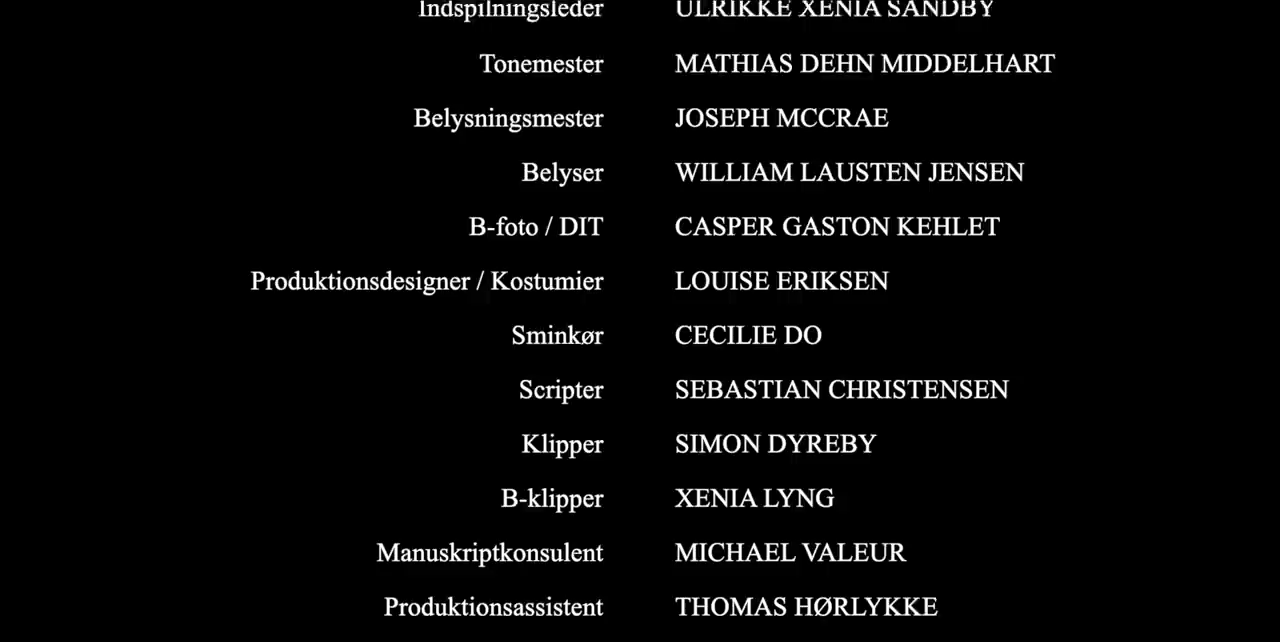 Indspilningsleder ULRIKKE XENIA SANDBY
Tonemester MATHIAS DEHN MIDDELHART
Belysningsmester JOSEPH MCCRAE
Belyser WILLIAM LAUSTEN JENSEN
B-foto / DIT CASPER GASTON KEHLET
Produktionsdesigner / Kostumier LOUISE ERIKSEN
Sminkør CECILIE DO
Scripter SEBASTIAN CHRISTENSEN
Klipper SIMON DYREBY
B-klipper XENIA LYNG
Manuskriptkonsulent MICHAEL VALEUR
Produktionsassistent THOMAS HØRLYKKE